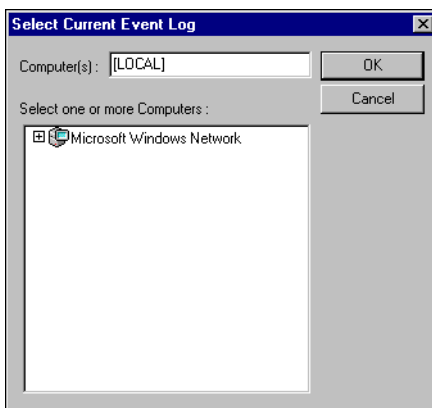 Select Current Event Log
Computer(s) : [LOCAL]
OK
Cancel
Select one or more Computers :
Microsoft Windows Network